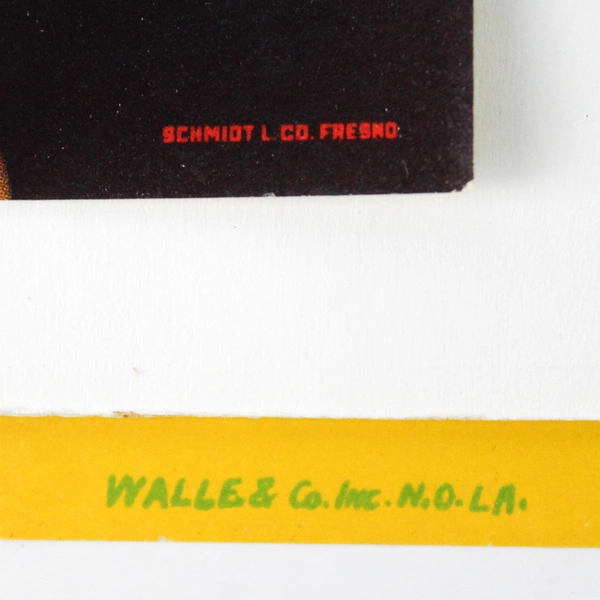 SCHMIDT L. CO. FRESNO.
WALLE & Co. Inc. N.O. LA.